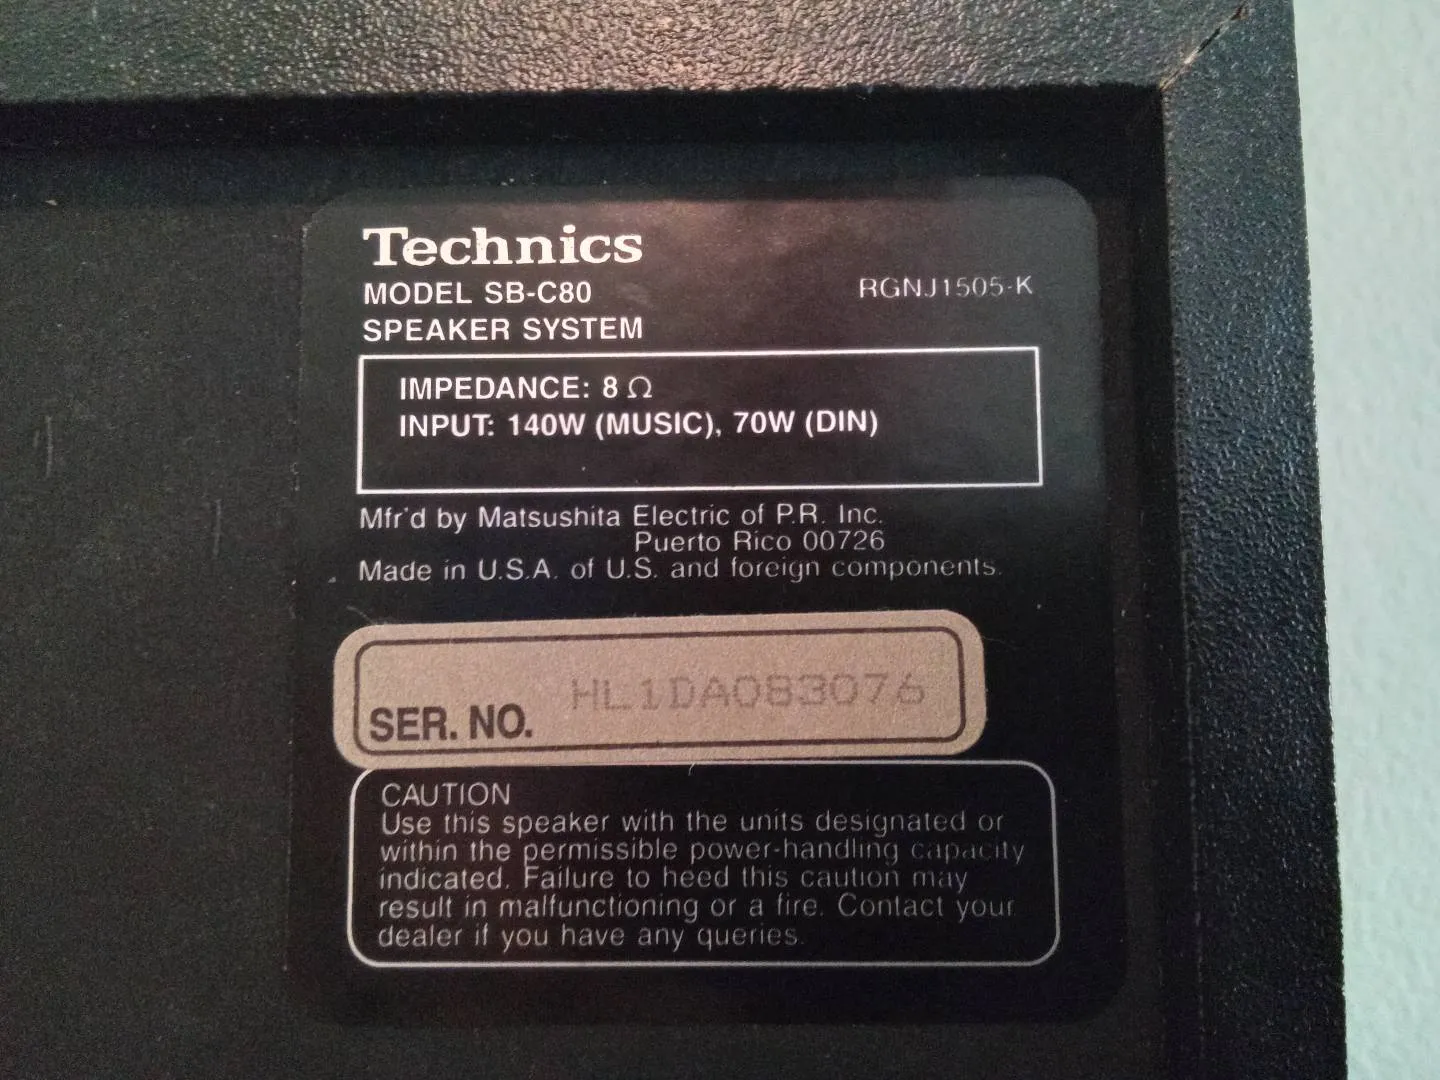 Technics
MODEL SB-C80
RGNJ1505-K
SPEAKER SYSTEM
IMPEDANCE: 8 Ω
INPUT: 140W (MUSIC), 70W (DIN)
Mfr'd by Matsushita Electric of P.R. Inc.
Puerto Rico 00726
Made in U.S.A. of U.S. and foreign components.
HL1DA083076
SER. NO.
CAUTION
Use this speaker with the units designated or
within the permissible power-handling capacity
indicated. Failure to heed this caution may
result in malfunctioning or a fire. Contact your
dealer if you have any queries.